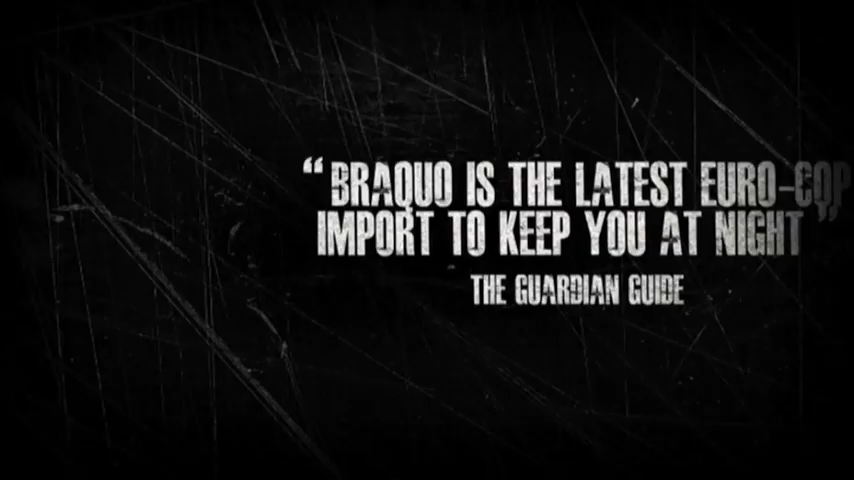 “ BRAQUO IS THE LATEST EURO-COP
IMPORT TO KEEP YOU AT NIGHT ”
THE GUARDIAN GUIDE